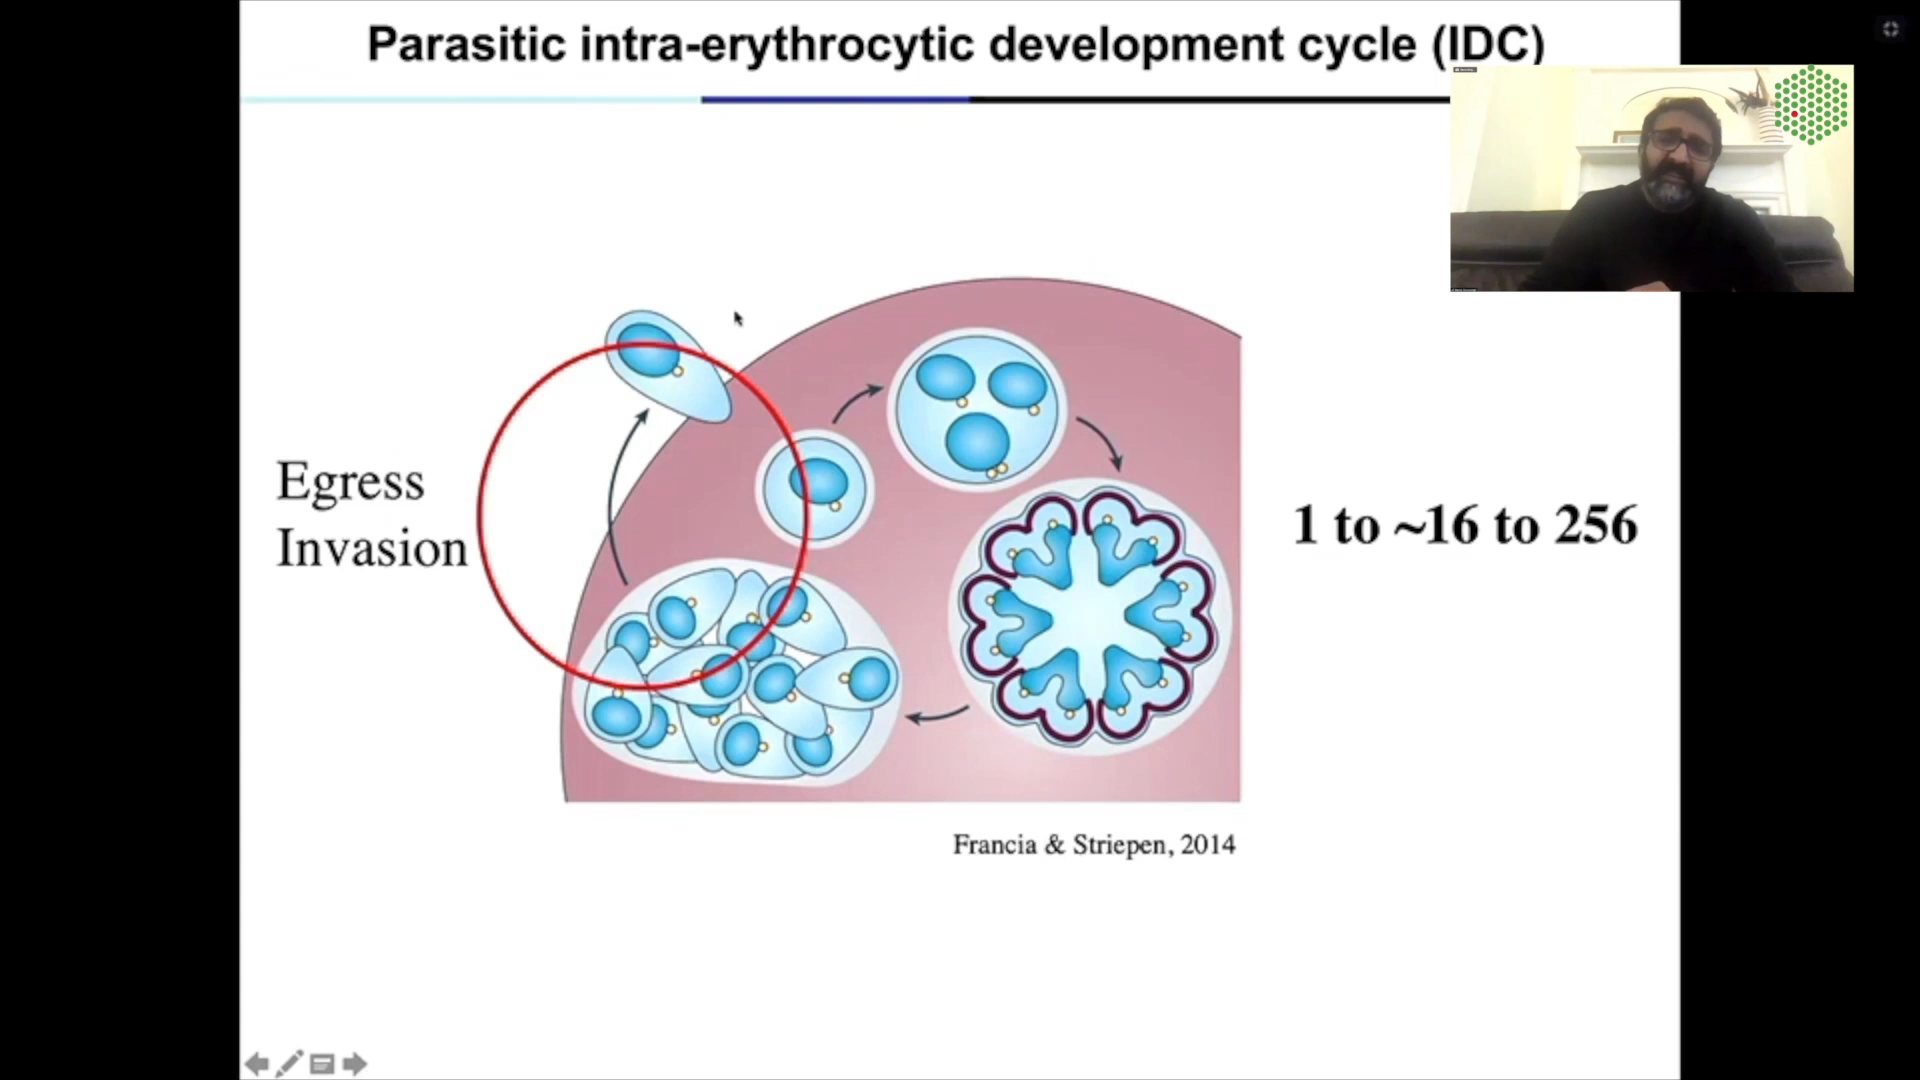 Parasitic intra-erythrocytic development cycle (IDC)
Egress
Invasion
1 to ~16 to 256
Francia & Striepen, 2014